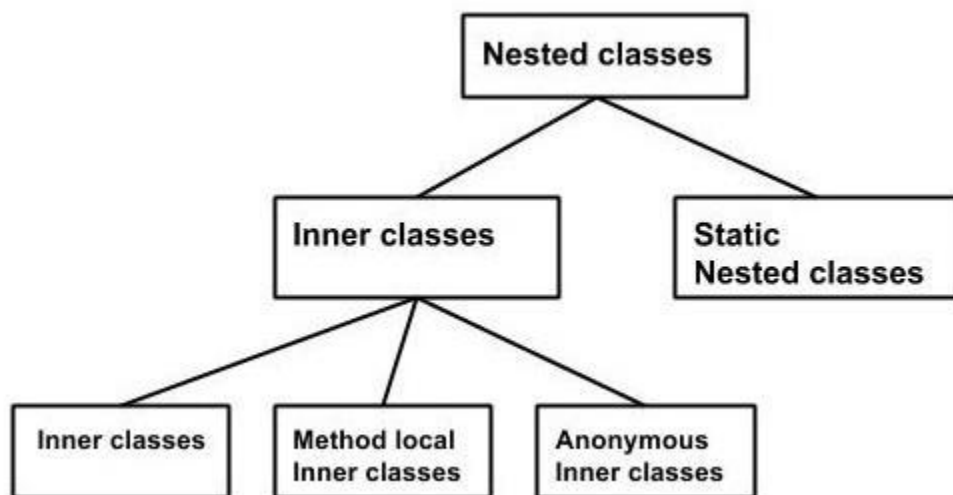 Nested classes
Inner classes
Static
Nested classes
Inner classes
Method local
Inner classes
Anonymous
Inner classes